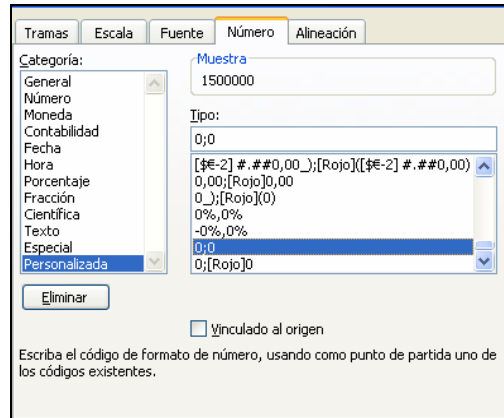 Tramas Escala Fuente Número Alineación
Categoría:
General
Número
Moneda
Contabilidad
Fecha
Hora
Porcentaje
Fracción
Científica
Texto
Especial
Personalizada
Muestra
1500000
Tipo:
0;0
[$€-2] #.##0,00_);[Rojo]([$€-2] #.##0,00)
0,00;[Rojo]0,00
0_);[Rojo](0)
0%,0%
-0%,0%
0;0
0;[Rojo]0
Eliminar
Vinculado al origen
Escriba el código de formato de número, usando como punto de partida uno de
los códigos existentes.